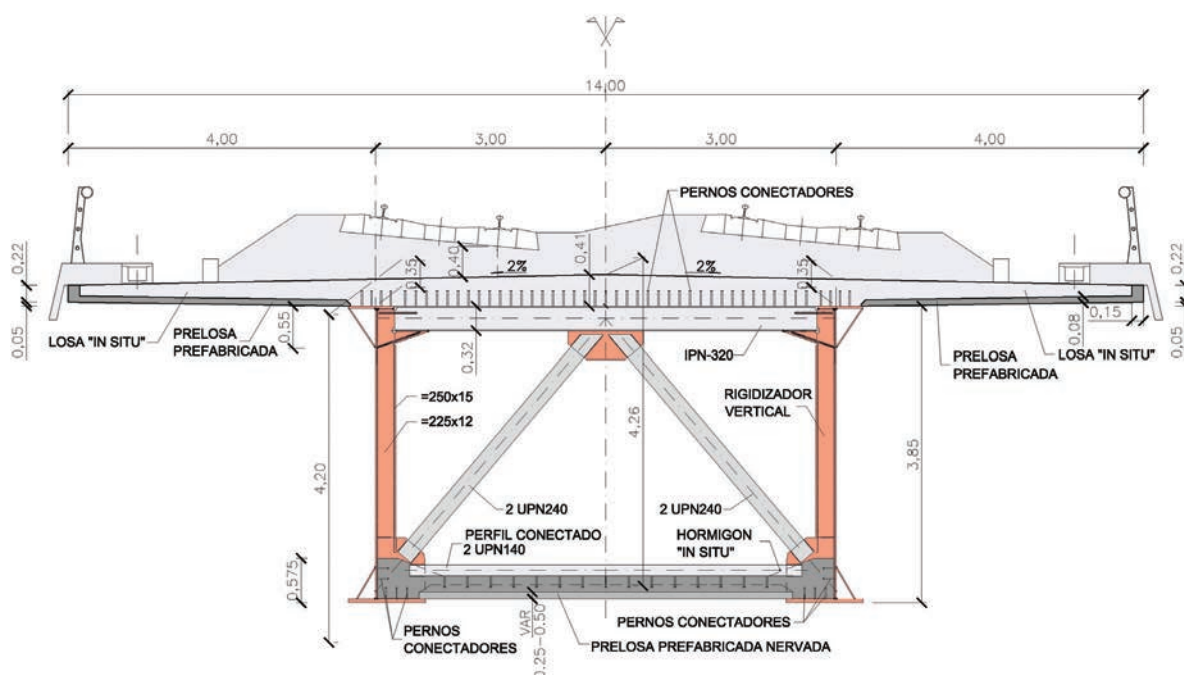 14,00
4,00
3,00
3,00
4,00
PERNOS CONECTADORES
0,22
0,05
0,35
0,40
2%
0,41
2%
0,35
0,22
0,08
0,15
0,05
LOSA "IN SITU"
PRELOSA
PREFABRICADA
0,55
0,32
IPN-320
PRELOSA
PREFABRICADA
LOSA "IN SITU"
=250x15
=225x12
RIGIDIZADOR
VERTICAL
4,20
4,26
3,85
2 UPN240
2 UPN240
PERFIL CONECTADO
2 UPN140
HORMIGON
"IN SITU"
0,575
PERNOS
CONECTADORES
VAR
0.25-0.50
PERNOS CONECTADORES
PRELOSA PREFABRICADA NERVADA